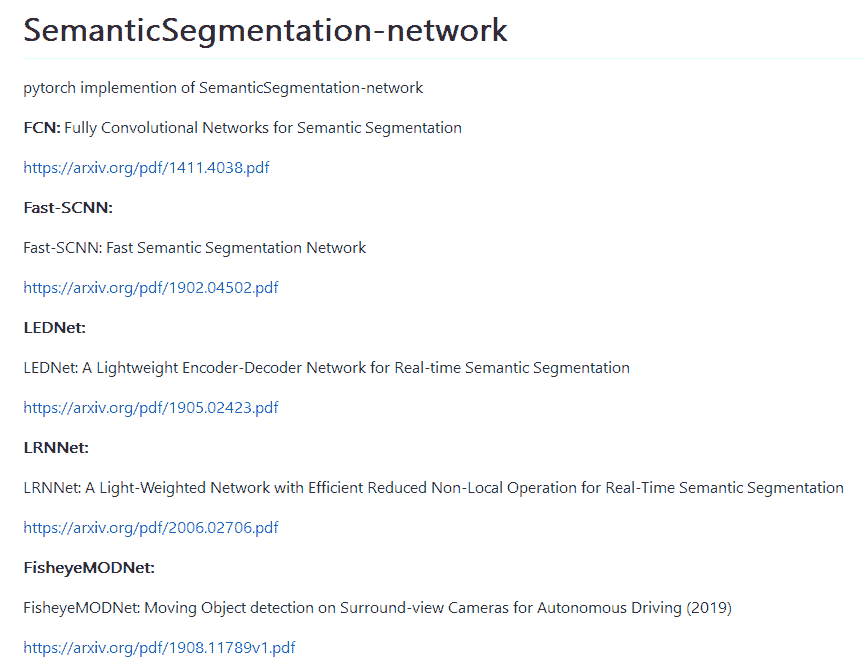 SemanticSegmentation-network
pytorch implemention of SemanticSegmentation-network
FCN: Fully Convolutional Networks for Semantic Segmentation
https://arxiv.org/pdf/1411.4038.pdf
Fast-SCNN:
Fast-SCNN: Fast Semantic Segmentation Network
https://arxiv.org/pdf/1902.04502.pdf
LEDNet:
LEDNet: A Lightweight Encoder-Decoder Network for Real-time Semantic Segmentation
https://arxiv.org/pdf/1905.02423.pdf
LRNNet:
LRNNet: A Light-Weighted Network with Efficient Reduced Non-Local Operation for Real-Time Semantic Segmentation
https://arxiv.org/pdf/2006.02706.pdf
FisheyeMODNet:
FisheyeMODNet: Moving Object detection on Surround-view Cameras for Autonomous Driving (2019)
https://arxiv.org/pdf/1908.11789v1.pdf